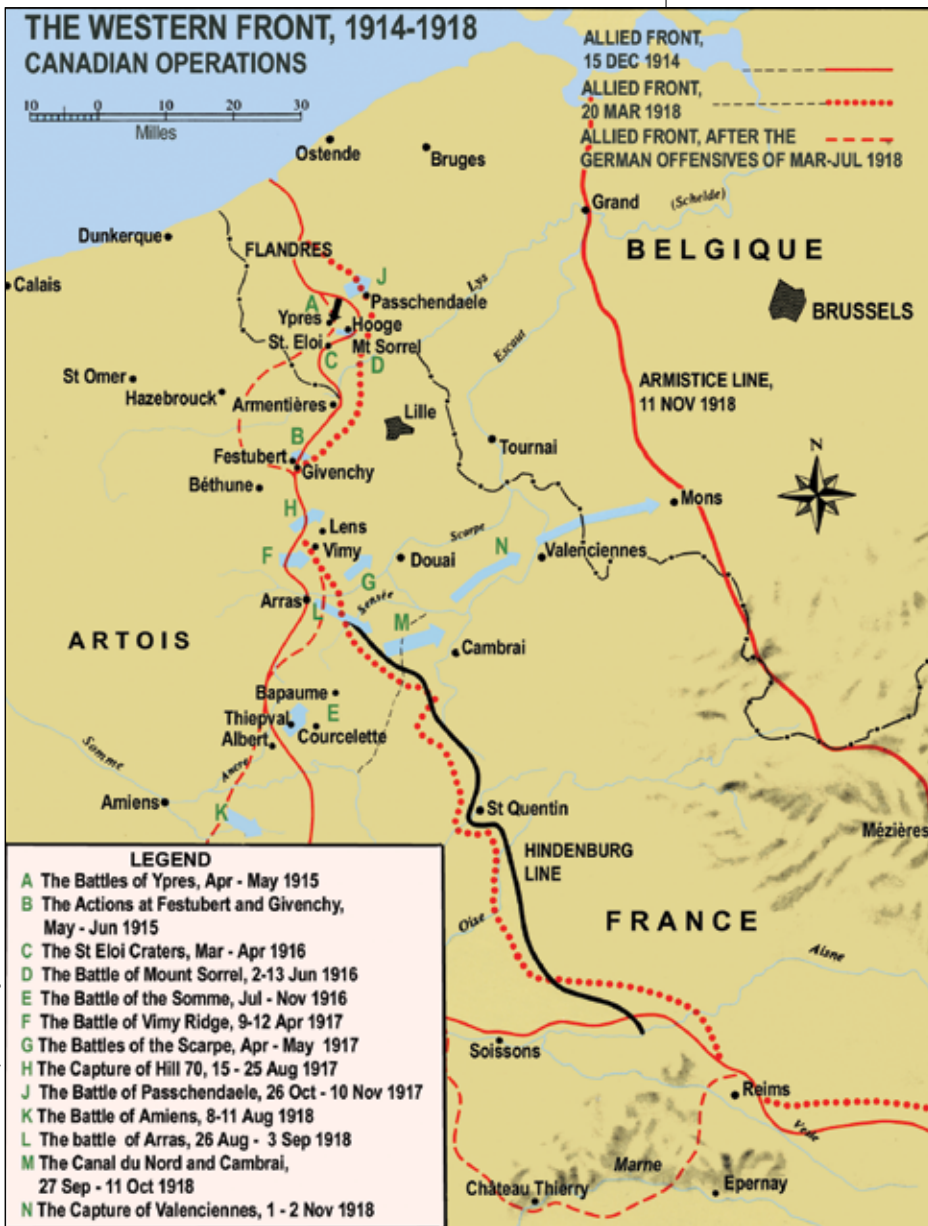 THE WESTERN FRONT, 1914-1918
CANADIAN OPERATIONS
10 0 10 20 30
Milles
ALLIED FRONT,
15 DEC 1914
ALLIED FRONT,
20 MAR 1918
ALLIED FRONT, AFTER THE
GERMAN OFFENSIVES OF MAR-JUL 1918
Ostende
Bruges
Grand
(Schelde)
Dunkerque
FLANDRES
BELGIQUE
Calais
J
Lys
A
Passchendaele
Ypres
Hooge
BRUSSELS
St. Eloi
Mt Sorrel
C
D
Escaut
St Omer
Hazebrouck
Armentières
ARMISTICE LINE,
11 NOV 1918
Lille
B
Tournai
N
Festubert
Givenchy
Béthune
Mons
H
Lens
Scarpe
N
Vimy
F
Douai
Valenciennes
G
Arras
L
Sensée
M
ARTOIS
Cambrai
Bapaume
Thiepval
E
Albert
Courcelette
Somme
Ancre
Amiens
K
St Quentin
Mézières
HINDENBURG
LINE
FRANCE
Oise
Aisne
Soissons
Reims
Vesle
Marne
Château Thierry
Epernay
LEGEND
A The Battles of Ypres, Apr - May 1915
B The Actions at Festubert and Givenchy,
May - Jun 1915
C The St Eloi Craters, Mar - Apr 1916
D The Battle of Mount Sorrel, 2-13 Jun 1916
E The Battle of the Somme, Jul - Nov 1916
F The Battle of Vimy Ridge, 9-12 Apr 1917
G The Battles of the Scarpe, Apr - May 1917
H The Capture of Hill 70, 15 - 25 Aug 1917
J The Battle of Passchendaele, 26 Oct - 10 Nov 1917
K The Battle of Amiens, 8-11 Aug 1918
L The battle of Arras, 26 Aug - 3 Sep 1918
M The Canal du Nord and Cambrai,
27 Sep - 11 Oct 1918
N The Capture of Valenciennes, 1 - 2 Nov 1918